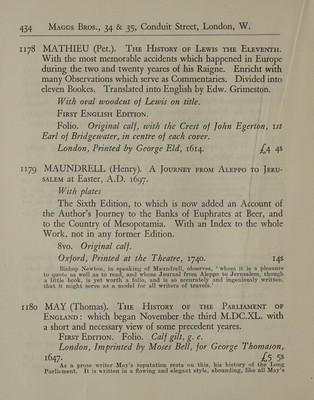 434 MAGGS BROS., 34 & 35, Conduit Street, London, W.
1178 MATHIEU (Pet.). THE HISTORY OF LEWIS THE ELEVENTH.
With the most memorable accidents which happened in Europe
during the two and twenty yeares of his Raigne. Enricht with
many Observations which serve as Commentaries. Divided into
eleven Bookes. Translated into English by Edw. Grimeston.
With oval woodcut of Lewis on title.
FIRST ENGLISH EDITION.
Folio. Original calf, with the Crest of John Egerton, 1st
Earl of Bridgewater, in centre of each cover.
London, Printed by George Eld, 1614. £4 4s
1179 MAUNDRELL (Henry). A JOURNEY FROM ALEPPO TO JERU-
SALEM at Easter, A.D. 1697.
With plates
The Sixth Edition, to which is now added an Account of
the Author's Journey to the Banks of Euphrates at Beer, and
to the Country of Mesopotamia. With an Index to the whole
Work, not in any former Edition.
8vo. Original calf.
Oxford, Printed at the Theatre, 1740. 14s
Bishop Newton, in speaking of Maundrell, observes, "whom it is a pleasure
to quote as well as to read, and whose Journal from Aleppo to Jerusalem, though
a little book, is yet worth a folio, and is so accurately and ingeniously written,
that it might serve as a model for all writers of travels."
1180 MAY (Thomas). THE HISTORY OF THE PARLIAMENT OF
ENGLAND: which began November the third M.DC.XL. with
a short and necessary view of some precedent yeares.
FIRST EDITION. Folio. Calf gilt, g. e.
London, Imprinted by Moses Bell, for George Thomason,
1647. £5 5s
As a prose writer May's reputation rests on this, his history of the Long
Parliament. It is written in a flowing and elegant style, abounding, like all May's